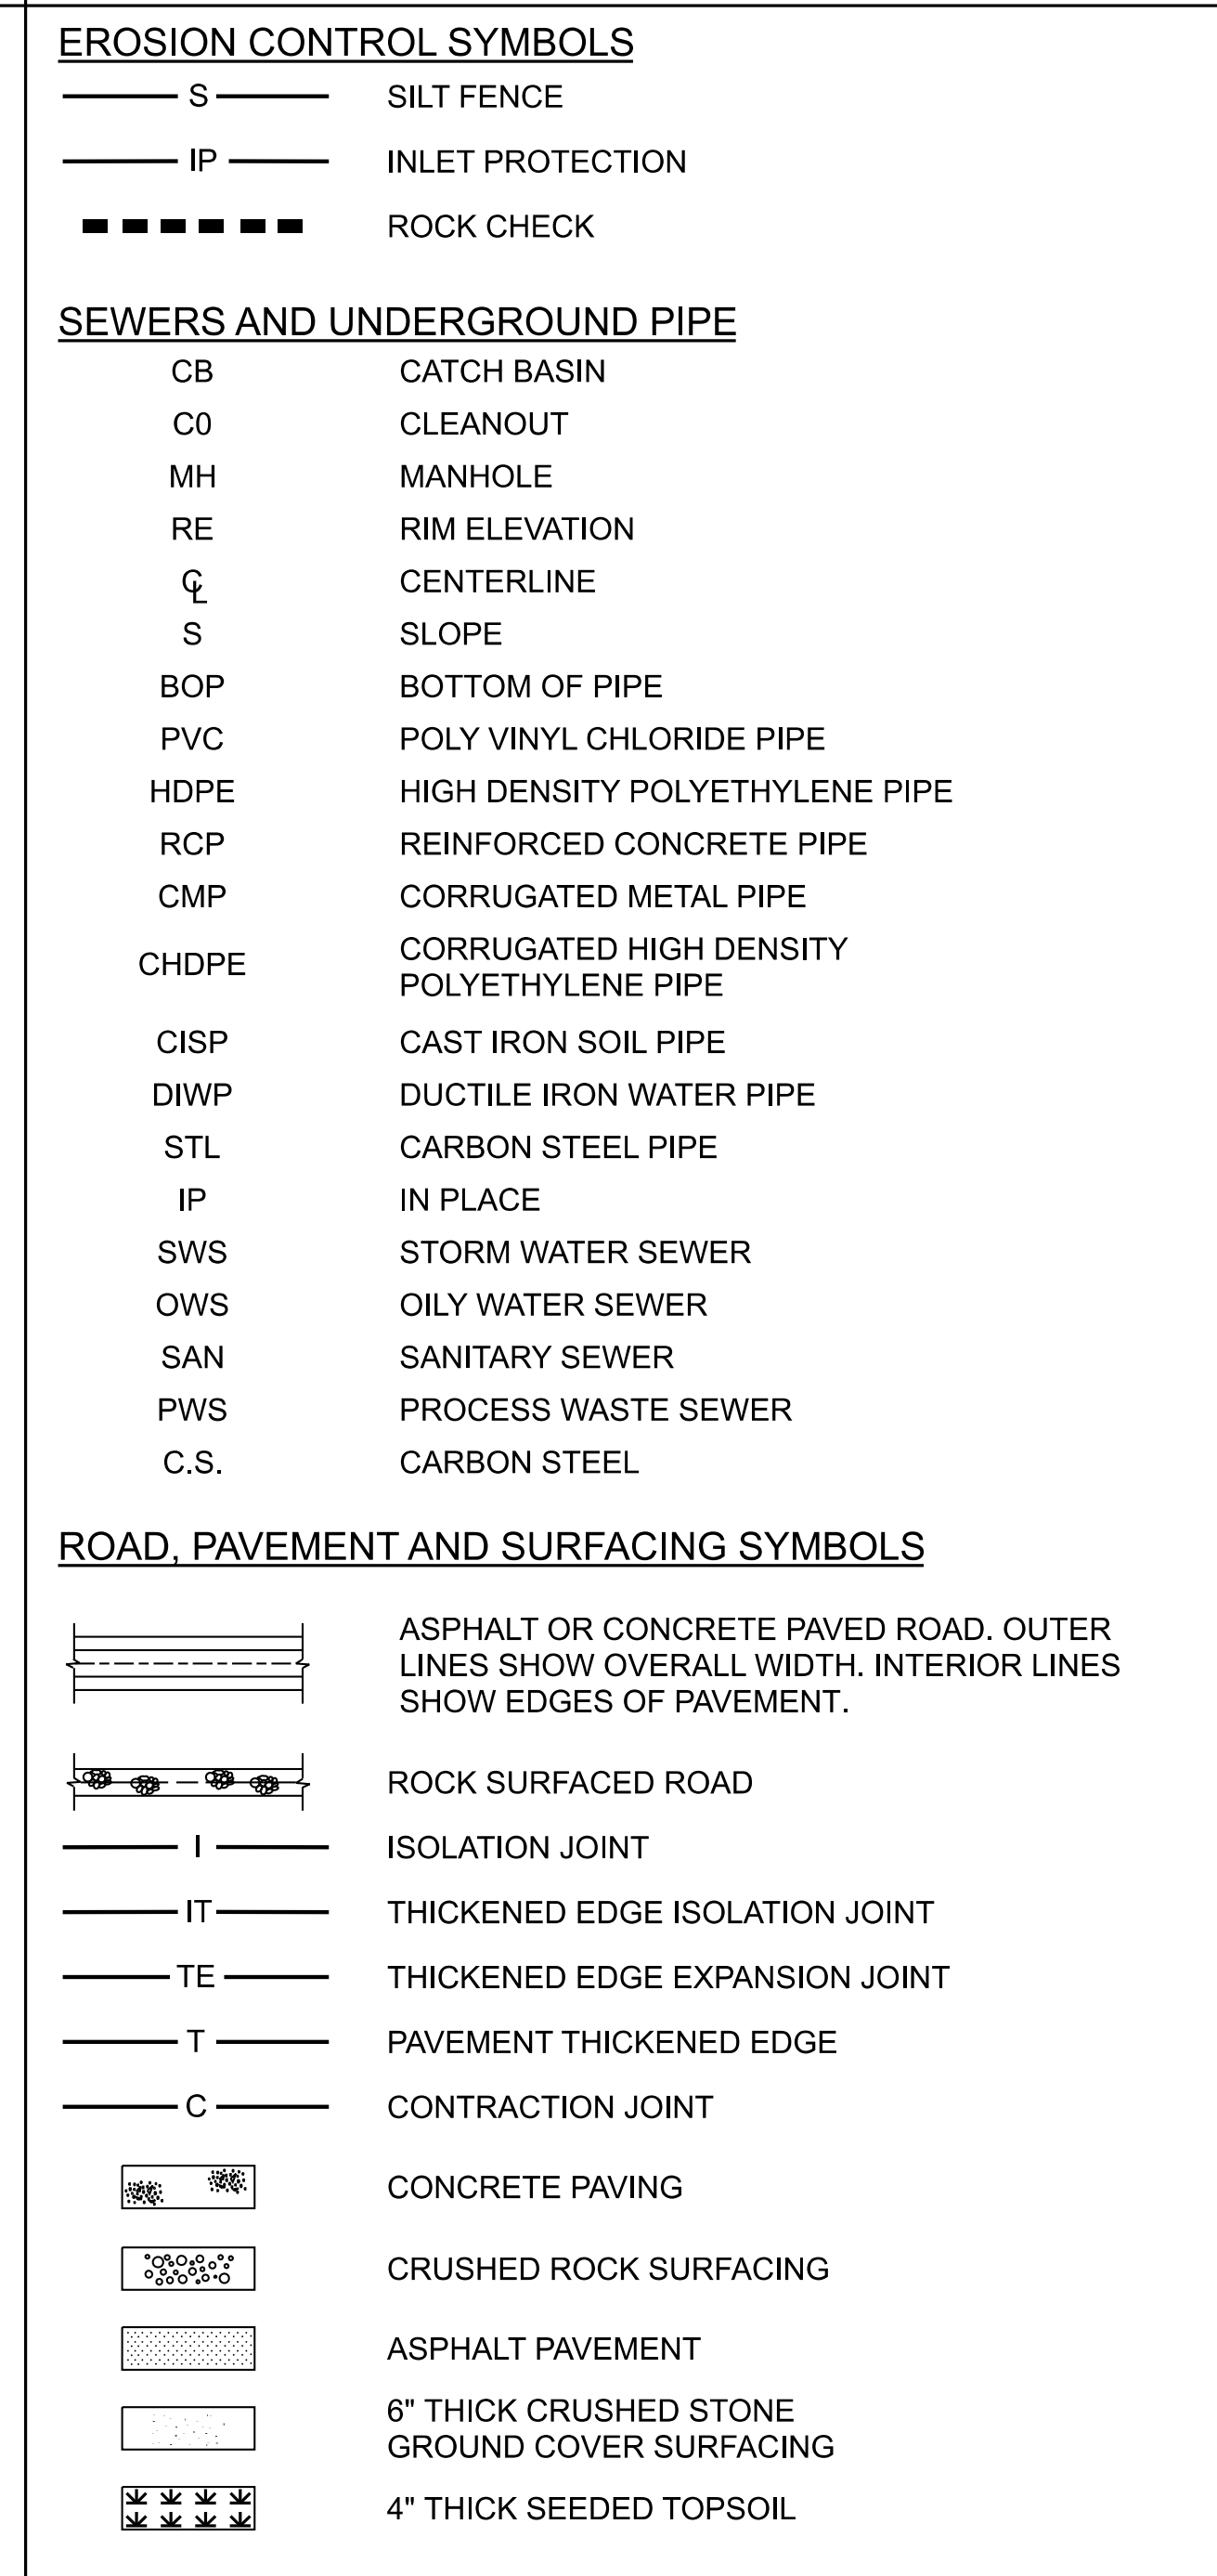 EROSION CONTROL SYMBOLS
S SILT FENCE
IP INLET PROTECTION
ROCK CHECK
SEWERS AND UNDERGROUND PIPE
CB CATCH BASIN
C0 CLEANOUT
MH MANHOLE
RE RIM ELEVATION
CL CENTERLINE
S SLOPE
BOP BOTTOM OF PIPE
PVC POLY VINYL CHLORIDE PIPE
HDPE HIGH DENSITY POLYETHYLENE PIPE
RCP REINFORCED CONCRETE PIPE
CMP CORRUGATED METAL PIPE
CHDPE CORRUGATED HIGH DENSITY
POLYETHYLENE PIPE
CISP CAST IRON SOIL PIPE
DIWP DUCTILE IRON WATER PIPE
STL CARBON STEEL PIPE
IP IN PLACE
SWS STORM WATER SEWER
OWS OILY WATER SEWER
SAN SANITARY SEWER
PWS PROCESS WASTE SEWER
C.S. CARBON STEEL
ROAD, PAVEMENT AND SURFACING SYMBOLS
ASPHALT OR CONCRETE PAVED ROAD. OUTER
LINES SHOW OVERALL WIDTH. INTERIOR LINES
SHOW EDGES OF PAVEMENT.
ROCK SURFACED ROAD
I ISOLATION JOINT
IT THICKENED EDGE ISOLATION JOINT
TE THICKENED EDGE EXPANSION JOINT
T PAVEMENT THICKENED EDGE
C CONTRACTION JOINT
CONCRETE PAVING
CRUSHED ROCK SURFACING
ASPHALT PAVEMENT
6" THICK CRUSHED STONE
GROUND COVER SURFACING
4" THICK SEEDED TOPSOIL